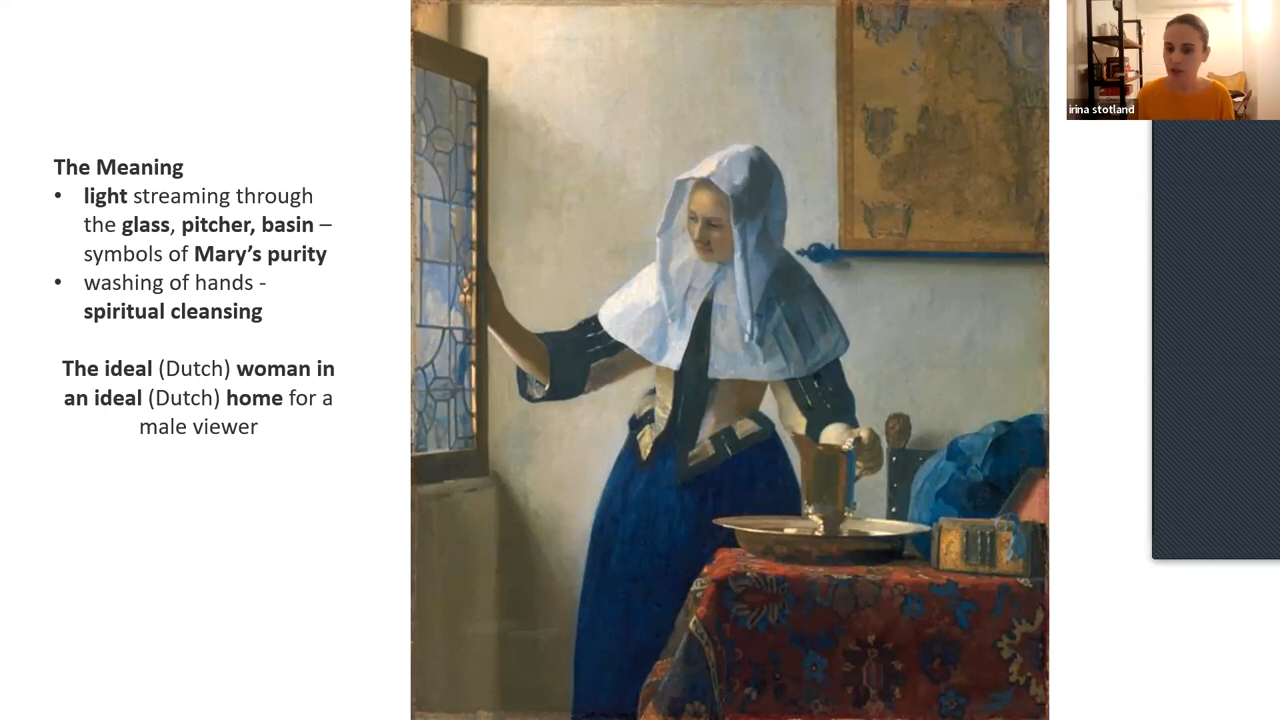 The Meaning
• light streaming through
the glass, pitcher, basin –
symbols of Mary's purity
• washing of hands -
spiritual cleansing
The ideal (Dutch) woman in
an ideal (Dutch) home for a
male viewer
irina stotland